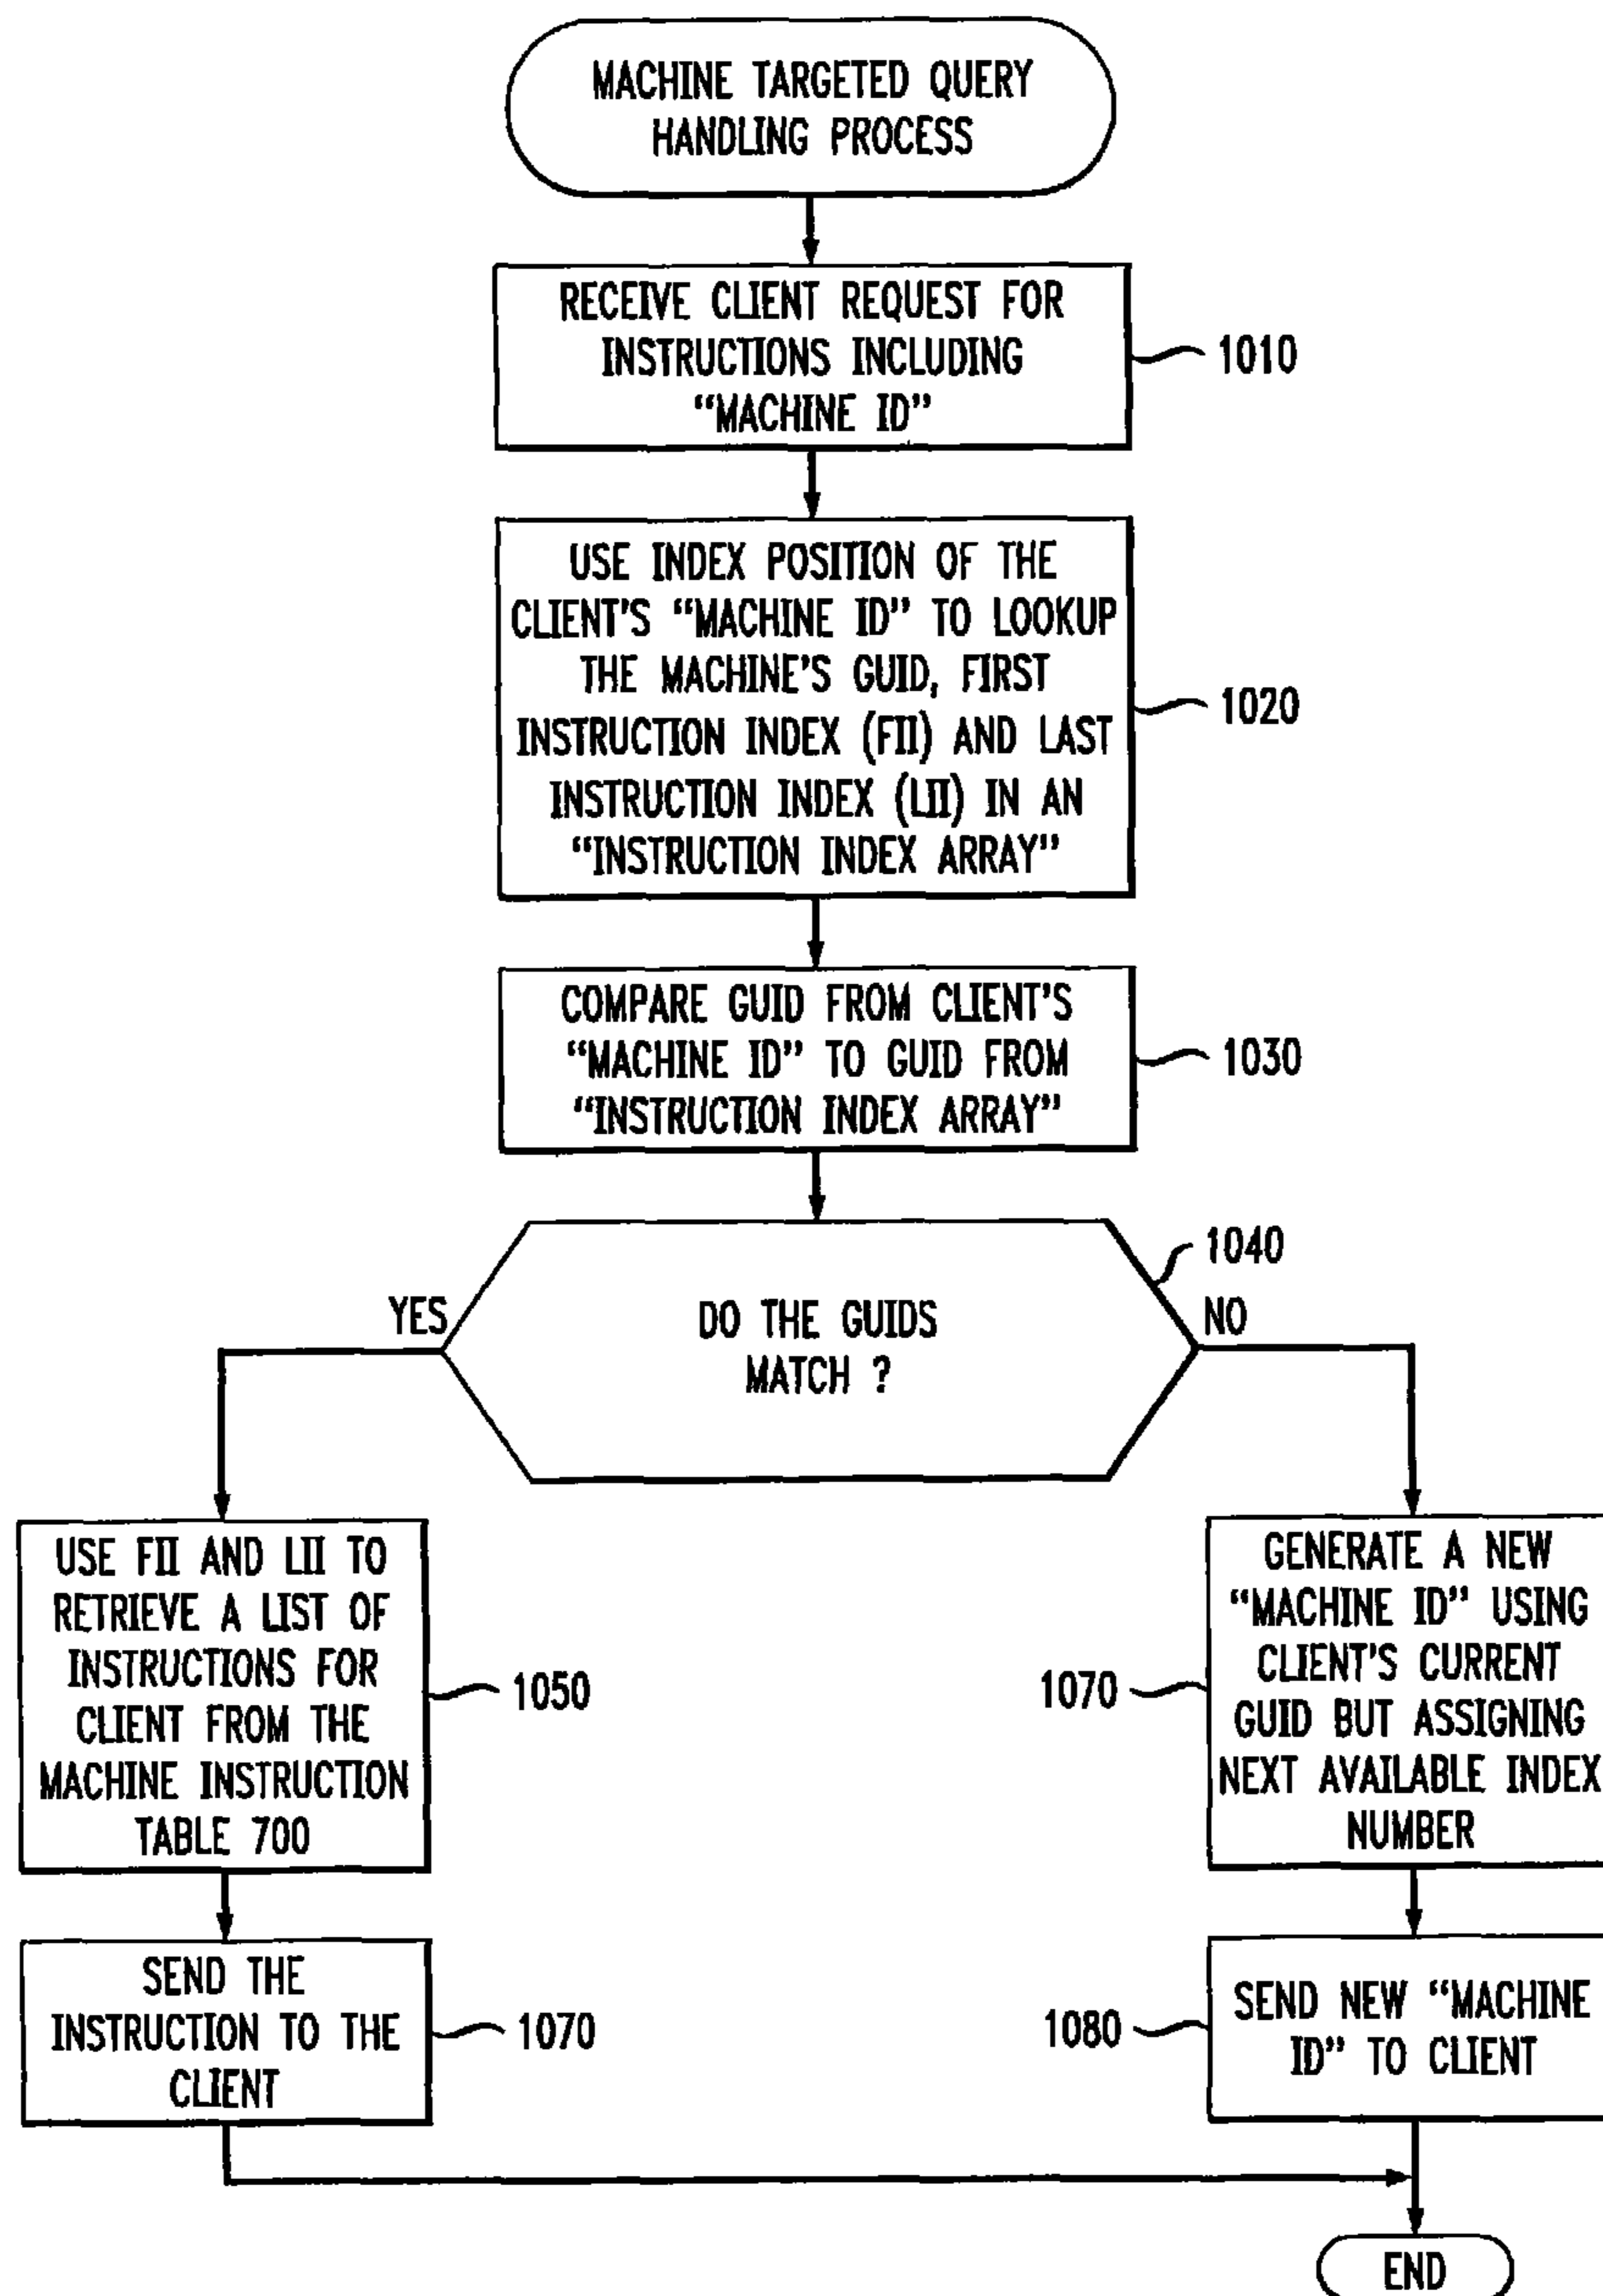 MACHINE TARGETED QUERY
HANDLING PROCESS
RECEIVE CLIENT REQUEST FOR
INSTRUCTIONS INCLUDING
“MACHINE ID”
1010
USE INDEX POSITION OF THE
CLIENT'S “MACHINE ID” TO LOOKUP
THE MACHINE'S GUID, FIRST
INSTRUCTION INDEX (FII) AND LAST
INSTRUCTION INDEX (LII) IN AN
“INSTRUCTION INDEX ARRAY”
1020
COMPARE GUID FROM CLIENT'S
“MACHINE ID” TO GUID FROM
“INSTRUCTION INDEX ARRAY”
1030
1040
YES
DO THE GUIDS
MATCH ?
NO
USE FII AND LII TO
RETRIEVE A LIST OF
INSTRUCTIONS FOR
CLIENT FROM THE
MACHINE INSTRUCTION
TABLE 700
1050
GENERATE A NEW
“MACHINE ID” USING
CLIENT'S CURRENT
GUID BUT ASSIGNING
NEXT AVAILABLE INDEX
NUMBER
1070
SEND THE
INSTRUCTION TO THE
CLIENT
1070
SEND NEW “MACHINE
ID” TO CLIENT
1080
END